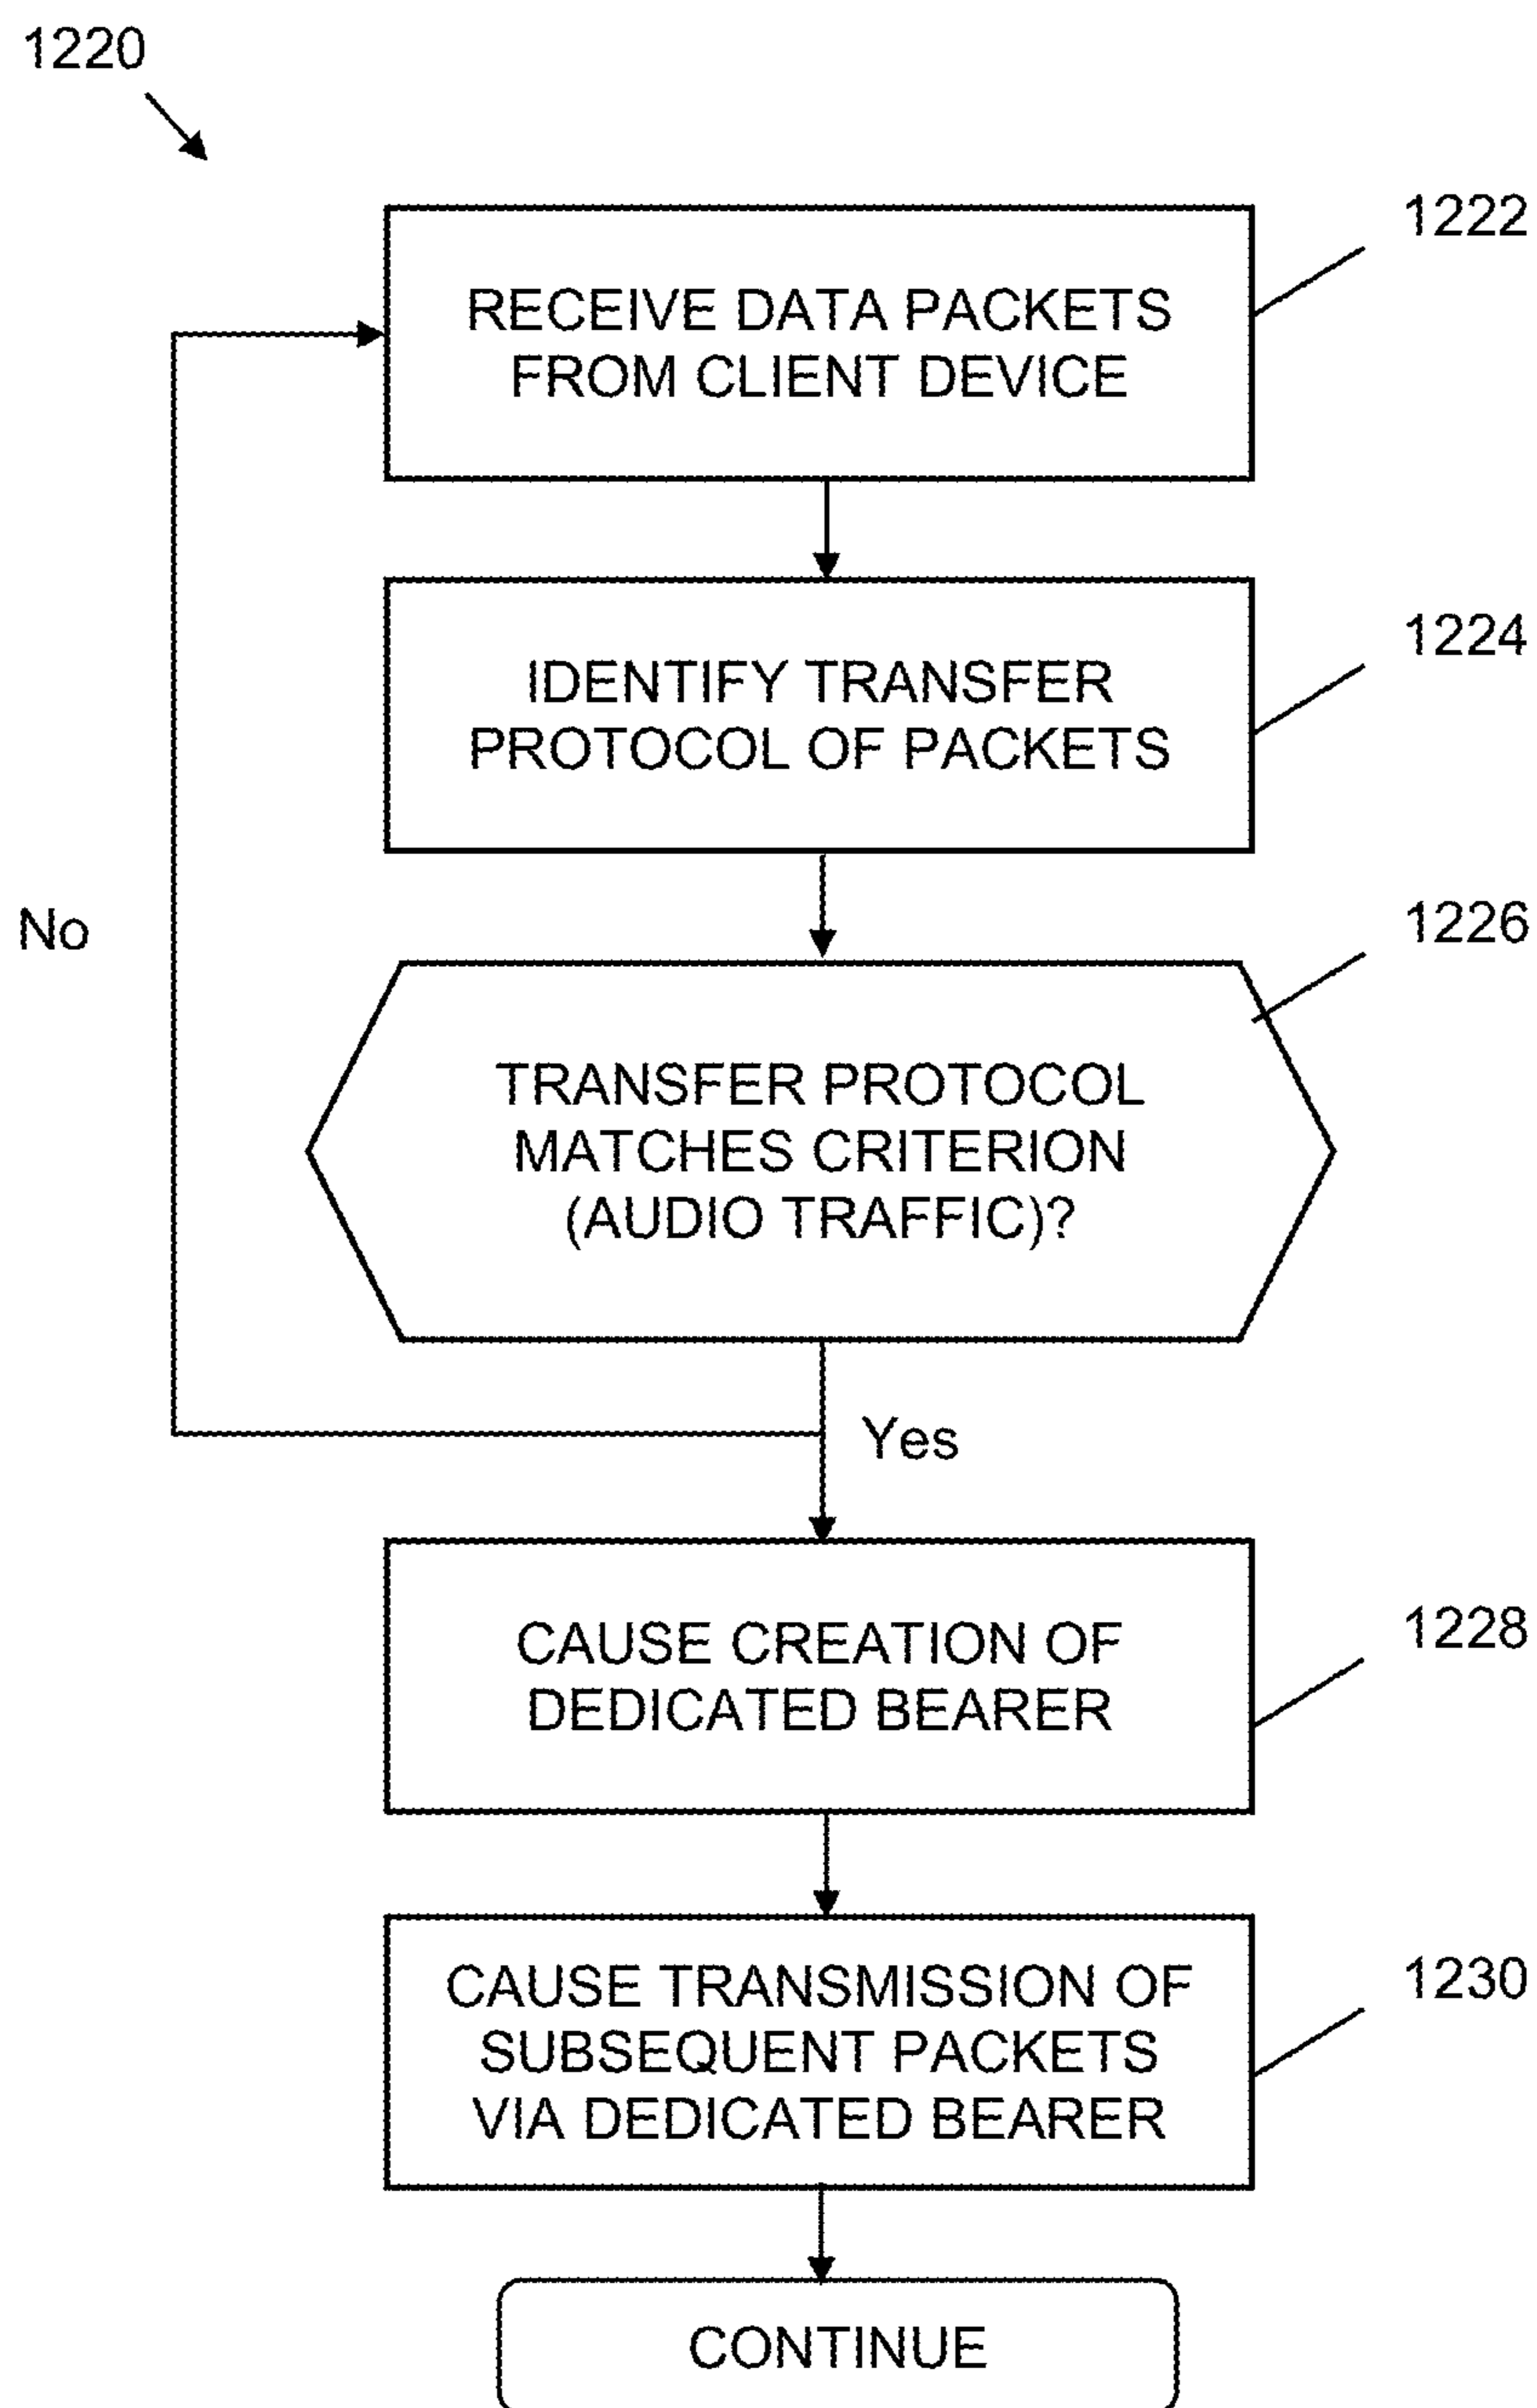 1220
1222
RECEIVE DATA PACKETS
FROM CLIENT DEVICE
1224
IDENTIFY TRANSFER
PROTOCOL OF PACKETS
No
1226
TRANSFER PROTOCOL
MATCHES CRITERION
(AUDIO TRAFFIC)?
Yes
1228
CAUSE CREATION OF
DEDICATED BEARER
1230
CAUSE TRANSMISSION OF
SUBSEQUENT PACKETS
VIA DEDICATED BEARER
CONTINUE